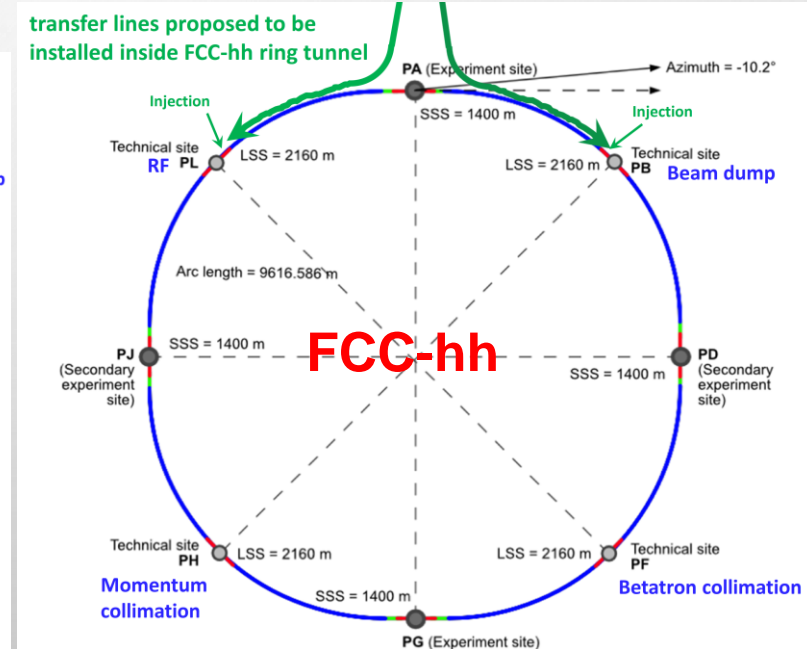 transfer lines proposed to be
installed inside FCC-hh ring tunnel
PA (Experiment site)
Azimuth = -10.2°
Injection
SSS = 1400 m
Injection
Technical site
RF PL
LSS = 2160 m
LSS = 2160 m
Technical site
PB
Beam dump
Arc length = 9616.586 m
PJ
(Secondary
experiment
site)
SSS = 1400 m
FCC-hh
SSS = 1400 m
PD
(Secondary
experiment
site)
Technical site
PH
LSS = 2160 m
Momentum
collimation
LSS = 2160 m
Technical site
PF
Betatron collimation
SSS = 1400 m
PG (Experiment site)